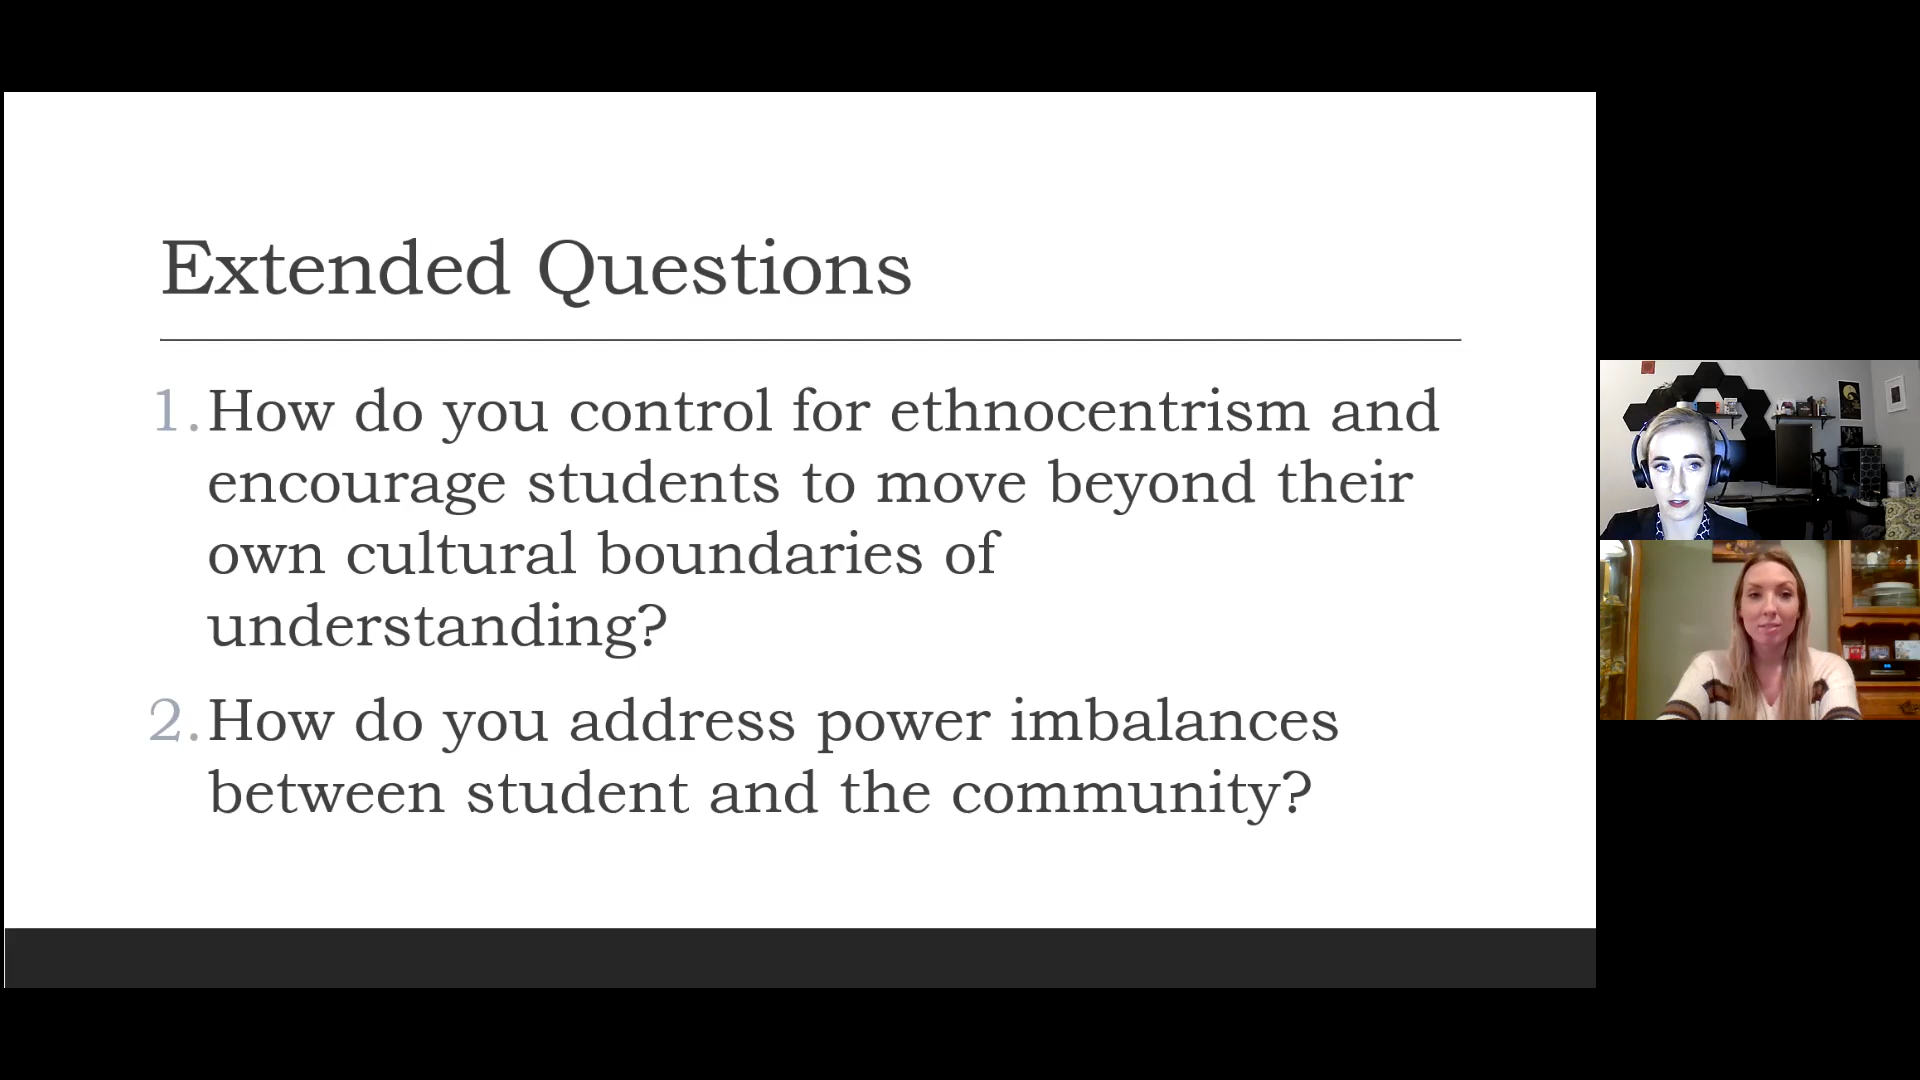 Extended Questions
1. How do you control for ethnocentrism and
encourage students to move beyond their
own cultural boundaries of
understanding?
2. How do you address power imbalances
between student and the community?